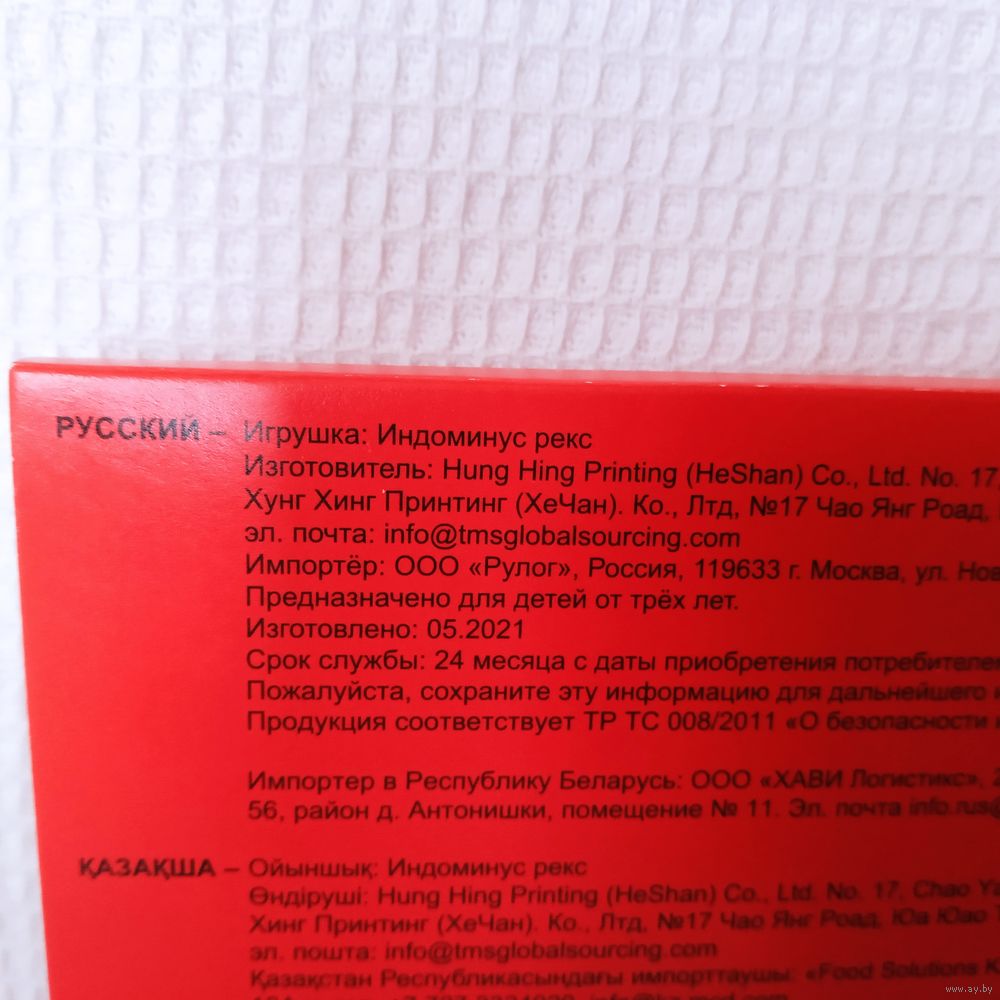 РУССКИЙ – Игрушка: Индоминус рекс
Изготовитель: Hung Hing Printing (HeShan) Co., Ltd. No. 17,
Хунг Хинг Принтинг (ХеЧан). Ко., Лтд, №17 Чао Янг Роад,
эл. почта: info@tmsglobalsourcing.com
Импортёр: ООО «Рулог», Россия, 119633 г. Москва, ул. Нов
Предназначено для детей от трёх лет.
Изготовлено: 05.2021
Срок службы: 24 месяца с даты приобретения потребителе
Пожалуйста, сохраните эту информацию для дальнейшего
Продукция соответствует ТР ТС 008/2011 «О безопасности
Импортер в Республику Беларусь: ООО «ХАВИ Логистикс»,
56, район д. Антонишки, помещение № 11. Эл. почта info.rus@
ҚАЗАҚША – Ойыншық: Индоминус рекс
Өндіруші: Hung Hing Printing (HeShan) Co., Ltd. No. 17, Chao Ya
Хинг Принтинг (ХеЧан). Ко., Лтд, №17 Чао Янг Роад, Юа Юао
эл. пошта: info@tmsglobalsourcing.com
Қазақстан Республикасындағы импорттаушы: «Food Solutions K
www.ay.by